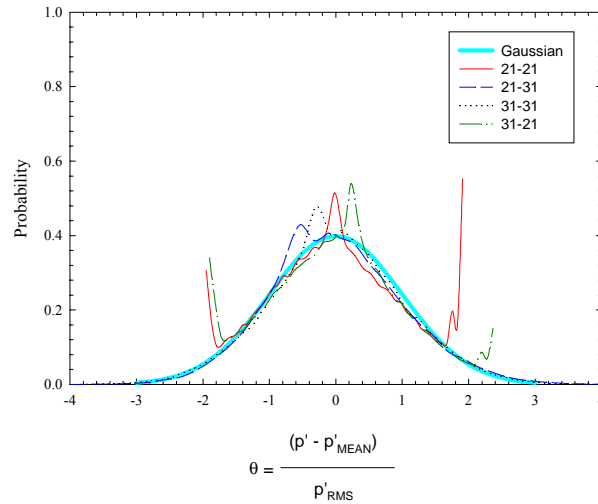 1.0
0.8
0.6
0.4
0.2
0.0
Probability
Gaussian
21-21
21-31
31-31
31-21
-4 -3 -2 -1 0 1 2 3 4
(p' - p'MEAN)
θ =
p'RMS